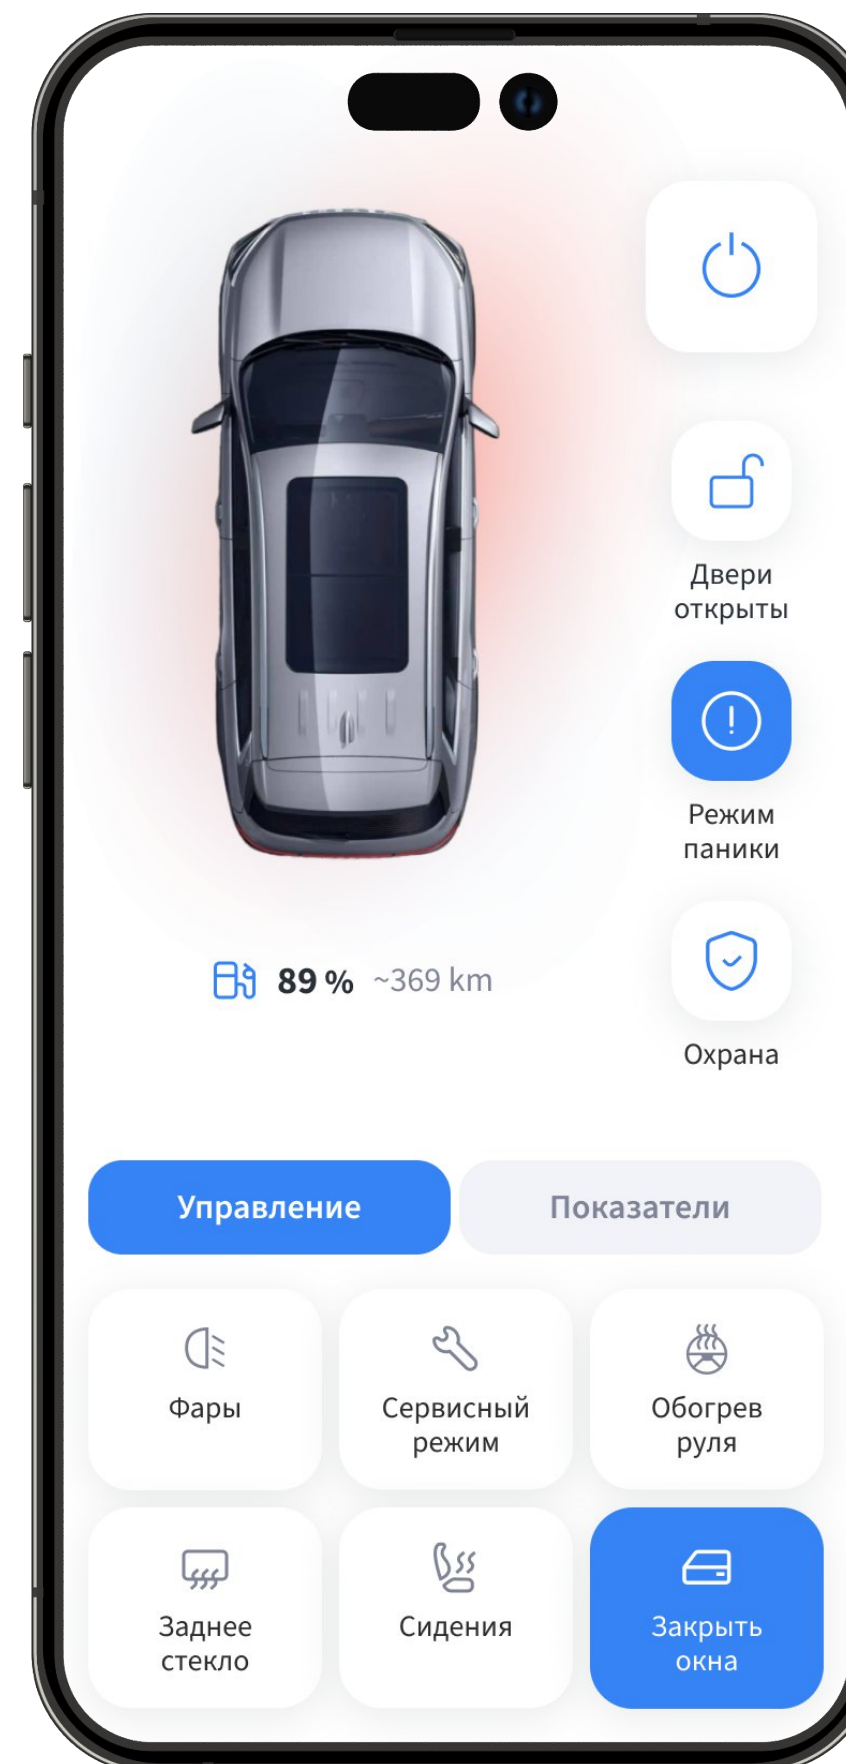 Двери
открыты
Режим
паники
89 % ~369 km
Охрана
Управление Показатели
Фары
Сервисный
режим
Обогрев
руля
Заднее
стекло
Сидения
Закрыть
окна